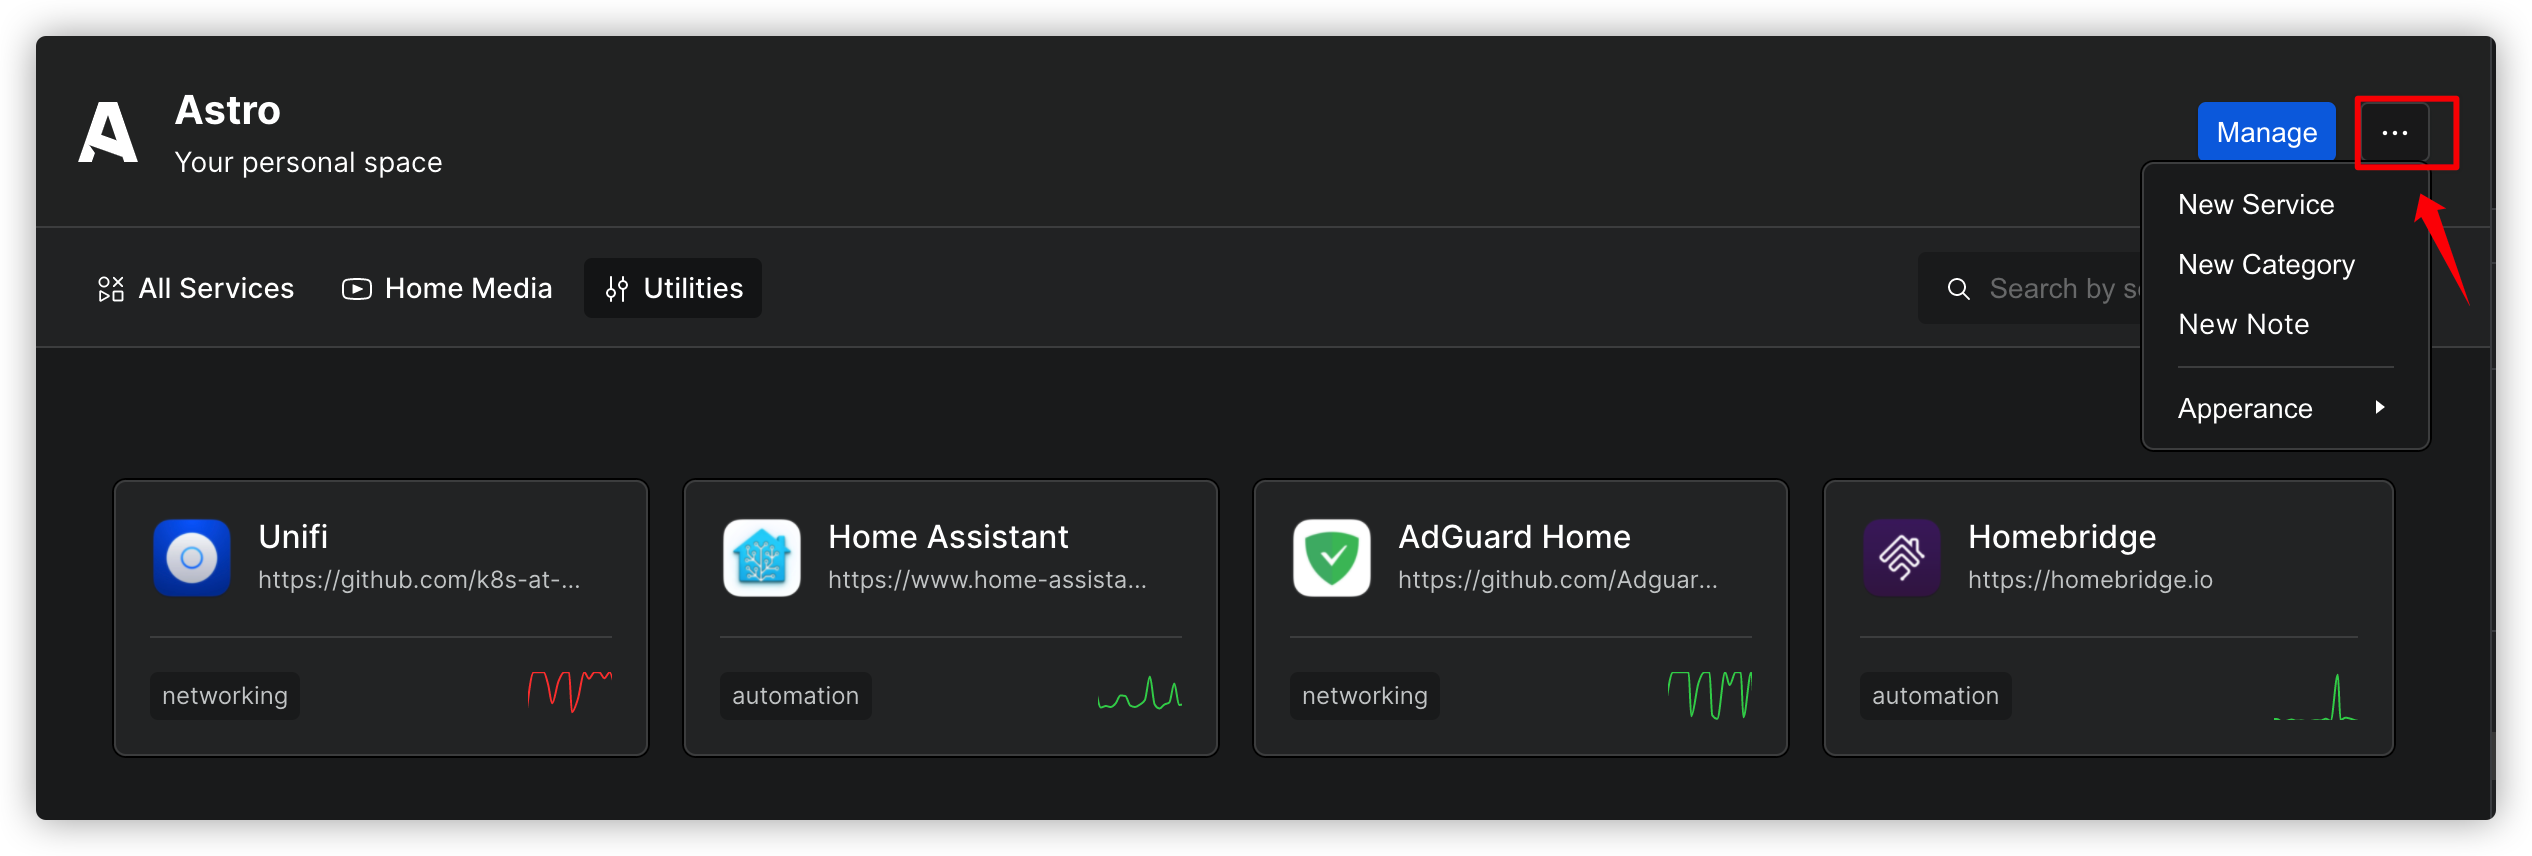 Astro
Your personal space
Manage
...
New Service
New Category
New Note
Apperance
All Services
Home Media
Utilities
Search by s
Unifi
https://github.com/k8s-at-...
networking
Home Assistant
https://www.home-assista...
automation
AdGuard Home
https://github.com/Adguar...
networking
Homebridge
https://homebridge.io
automation